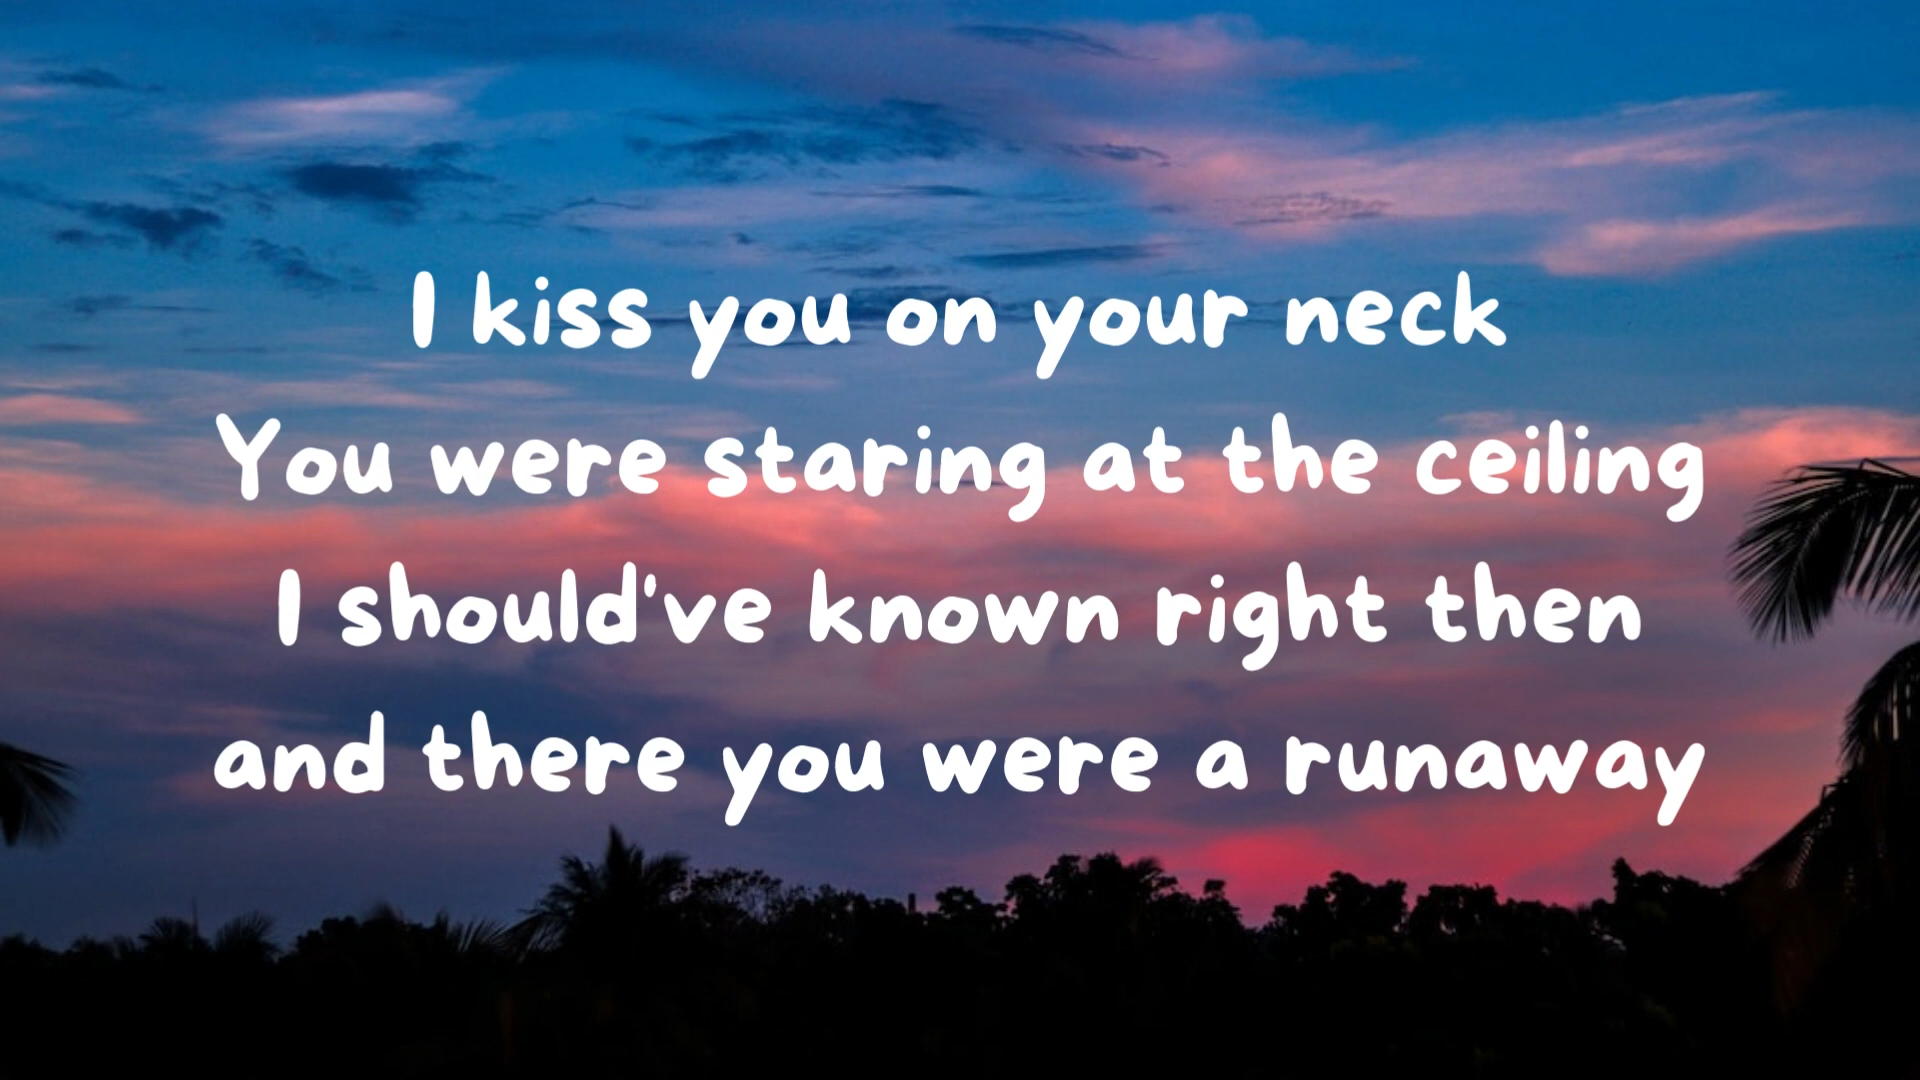 I kiss you on your neck
You were staring at the ceiling
I should've known right then
and there you were a runaway